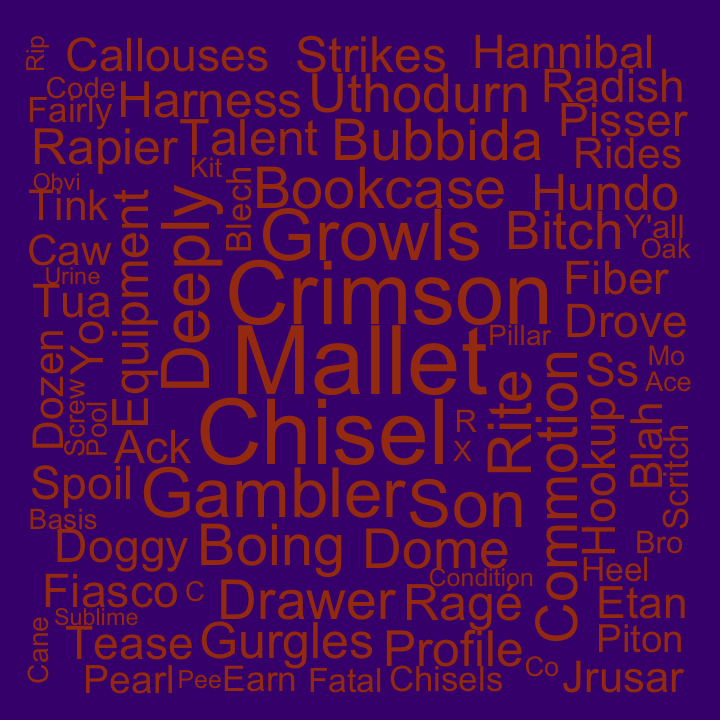 Rip
Callouses
Strikes
Hannibal
Code
Fairly
Harness
Uthodurn
Radish
Pisser
Rapier
Talent
Bubbida
Rides
Kit
Obvi
Tink
Equipment
Deeply
Blech
Bookcase
Hundo
Growls
Bitch
Y'all
Oak
Caw
Urine
Tua
Crimson
Fiber
Drove
Dozen
Yo
Mallet
Pillar
Ss
Mo
Ace
Screw
Pool
Chisel
R
X
Rite
Commotion
Hookup
Blah
Scritch
Ack
Spoil
Gambler
Son
Basis
Doggy
Boing
Dome
Bro
Condition
Heel
Fiasco
C
Drawer
Ragé
Etan
Sublime
Cane
Tease
Gurgles
Profile
Piton
Pearl
Pee
Earn
Fatal
Chisels
Co
Jrusar